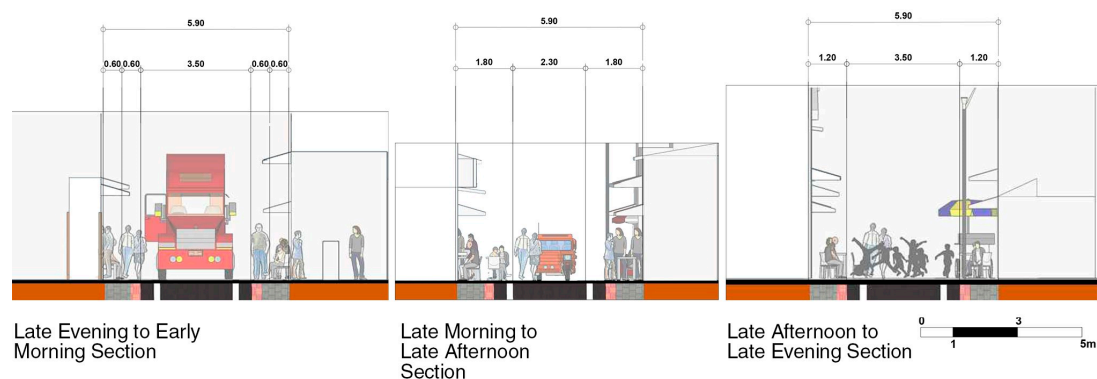 5.90
0.60 0.60 3.50 0.60 0.60
Late Evening to Early
Morning Section
5.90
1.80 2.30 1.80
Late Morning to
Late Afternoon
Section
5.90
1.20 3.50 1.20
Late Afternoon to
Late Evening Section
0 3
1 5m